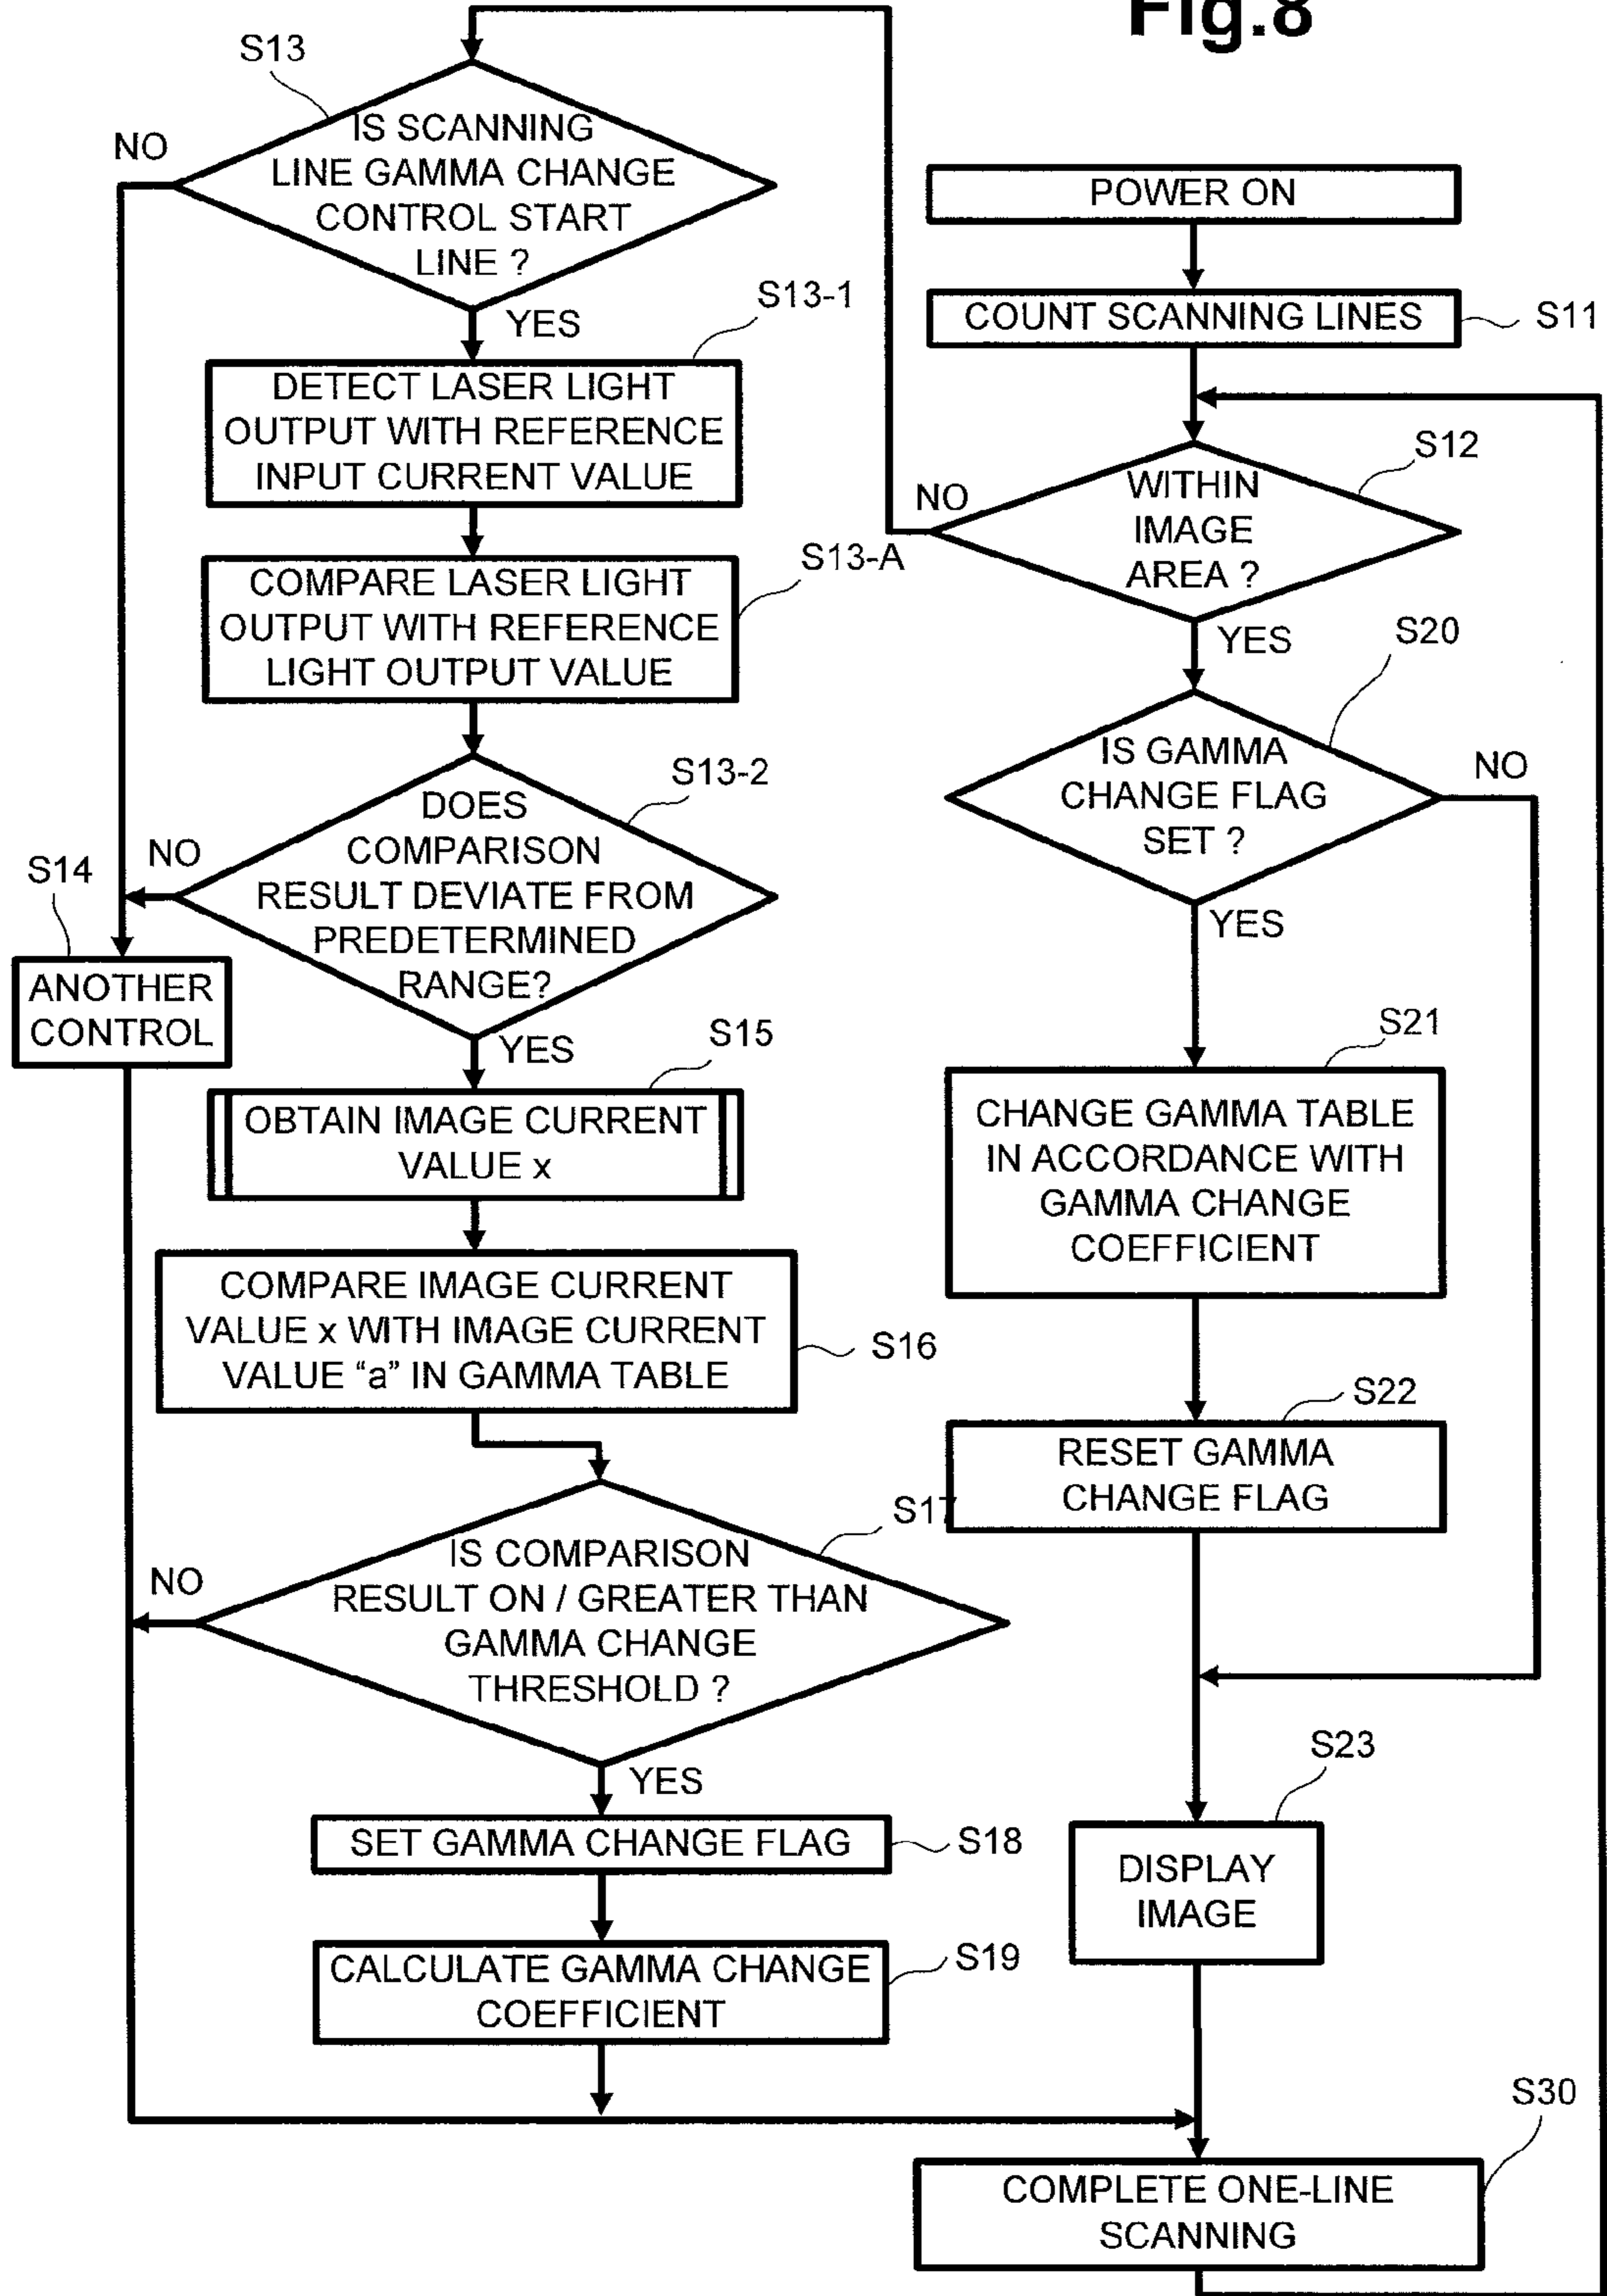 Fig.8
S13
NO
IS SCANNING
LINE GAMMA CHANGE
CONTROL START
LINE ?
YES
S13-1
DETECT LASER LIGHT
OUTPUT WITH REFERENCE
INPUT CURRENT VALUE
S13-A
COMPARE LASER LIGHT
OUTPUT WITH REFERENCE
LIGHT OUTPUT VALUE
S13-2
DOES
COMPARISON
RESULT DEVIATE FROM
PREDETERMINED
RANGE?
NO
S14
ANOTHER
CONTROL
YES
S15
OBTAIN IMAGE CURRENT
VALUE x
COMPARE IMAGE CURRENT
VALUE x WITH IMAGE CURRENT
VALUE “a” IN GAMMA TABLE
S16
S17
IS COMPARISON
RESULT ON / GREATER THAN
GAMMA CHANGE
THRESHOLD ?
NO
YES
SET GAMMA CHANGE FLAG
S18
CALCULATE GAMMA CHANGE
COEFFICIENT
S19
POWER ON
COUNT SCANNING LINES
S11
S12
NO
WITHIN
IMAGE
AREA ?
YES
S20
IS GAMMA
CHANGE FLAG
SET ?
NO
YES
S21
CHANGE GAMMA TABLE
IN ACCORDANCE WITH
GAMMA CHANGE
COEFFICIENT
S22
RESET GAMMA
CHANGE FLAG
S23
DISPLAY
IMAGE
S30
COMPLETE ONE-LINE
SCANNING